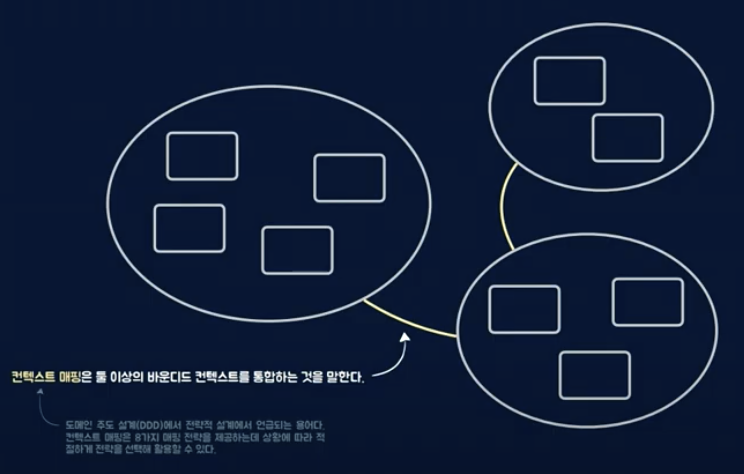 컨텍스트 매핑은 둘 이상의 바운디드 컨텍스트를 통합하는 것을 말한다.
도메인 주도 설계(DDD)에서 전략적 설계에서 언급되는 용어다.
컨텍스트 매핑은 8가지 매핑 전략을 제공하는데 상황에 따라 적
절하게 전략을 선택해 활용할 수 있다.